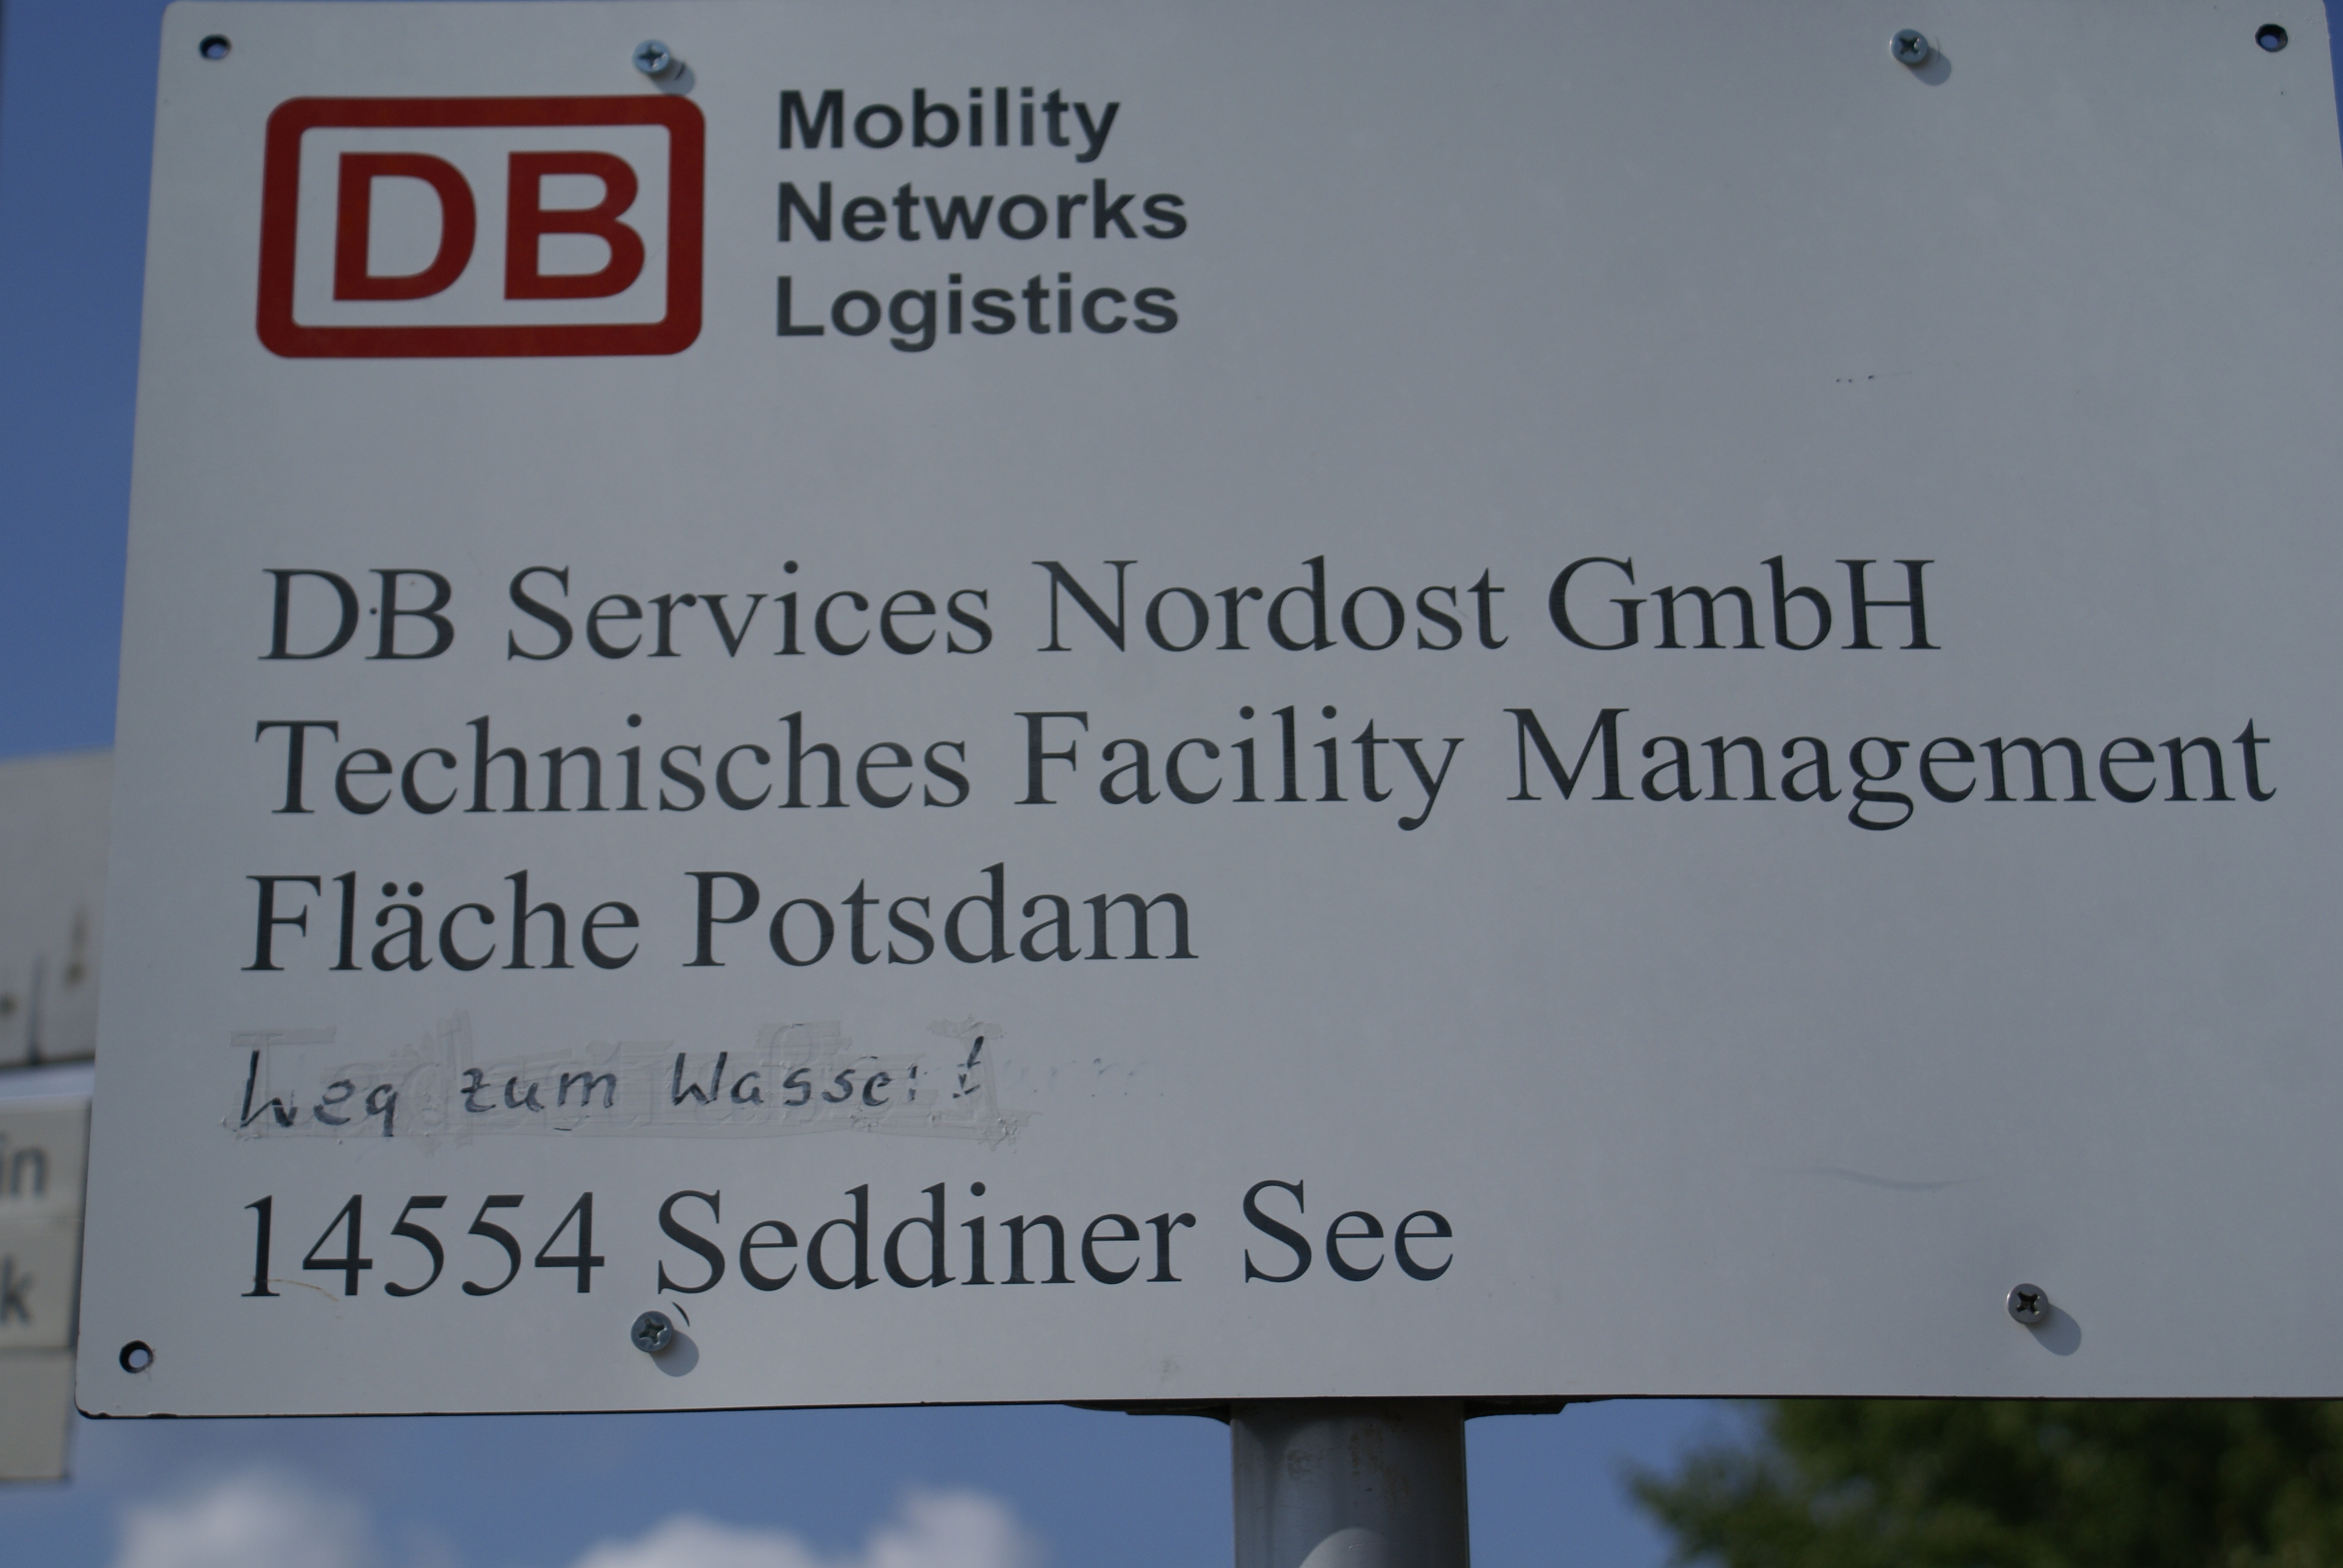 DB
Mobility
Networks
Logistics
DB Services Nordost GmbH
Technisches Facility Management
Fläche Potsdam
Weg zum Wasser
14554 Seddiner See
in
k